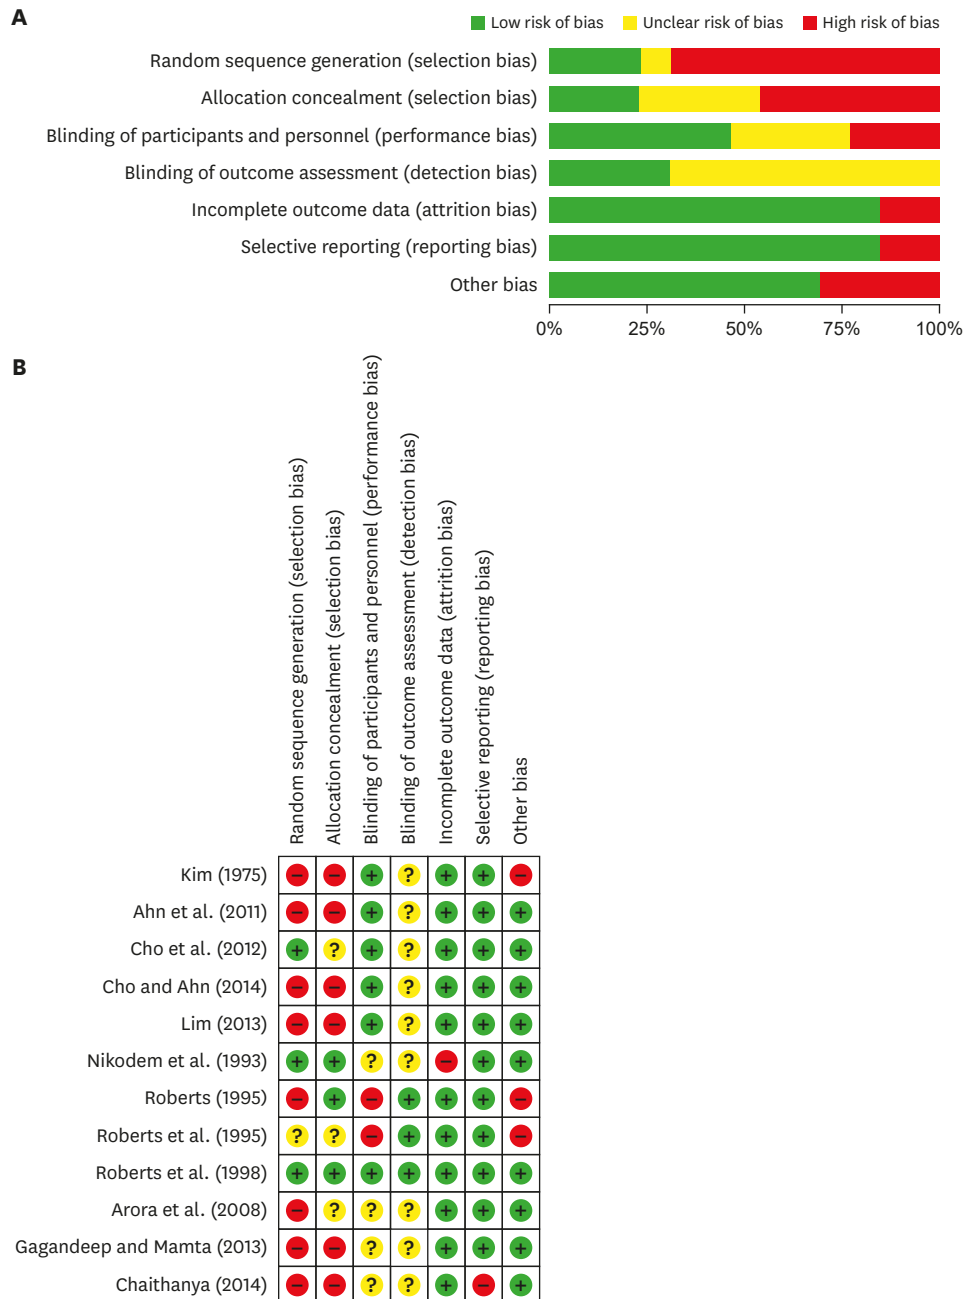 A
Low risk of bias Unclear risk of bias High risk of bias
Random sequence generation (selection bias)
Allocation concealment (selection bias)
Blinding of participants and personnel (performance bias)
Blinding of outcome assessment (detection bias)
Incomplete outcome data (attrition bias)
Selective reporting (reporting bias)
Other bias
0% 25% 50% 75% 100%
B
Random sequence generation (selection bias)
Allocation concealment (selection bias)
Blinding of participants and personnel (performance bias)
Blinding of outcome assessment (detection bias)
Incomplete outcome data (attrition bias)
Selective reporting (reporting bias)
Other bias
Kim (1975) − − + ? + + −
Ahn et al. (2011) − − + ? + + +
Cho et al. (2012) + ? + ? + + +
Cho and Ahn (2014) − − + ? + + +
Lim (2013) − − + ? + + +
Nikodem et al. (1993) + + ? ? − + +
Roberts (1995) − + − + + + −
Roberts et al. (1995) ? ? − + + + −
Roberts et al. (1998) + + + + + + +
Arora et al. (2008) − ? ? ? + + +
Gagandeep and Mamta (2013) − − ? ? + + +
Chaithanya (2014) − − ? ? + − +